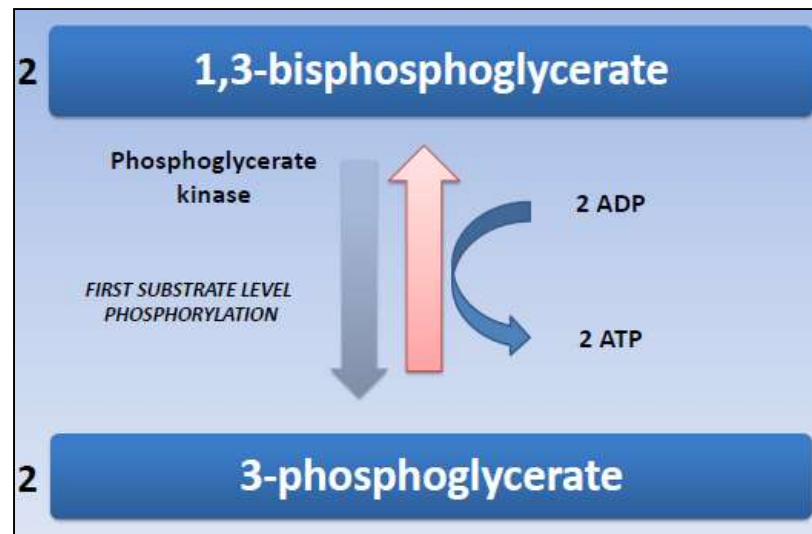 2 1,3-bisphosphoglycerate
Phosphoglycerate
kinase
2 ADP
FIRST SUBSTRATE LEVEL
PHOSPHORYLATION
2 ATP
2 3-phosphoglycerate